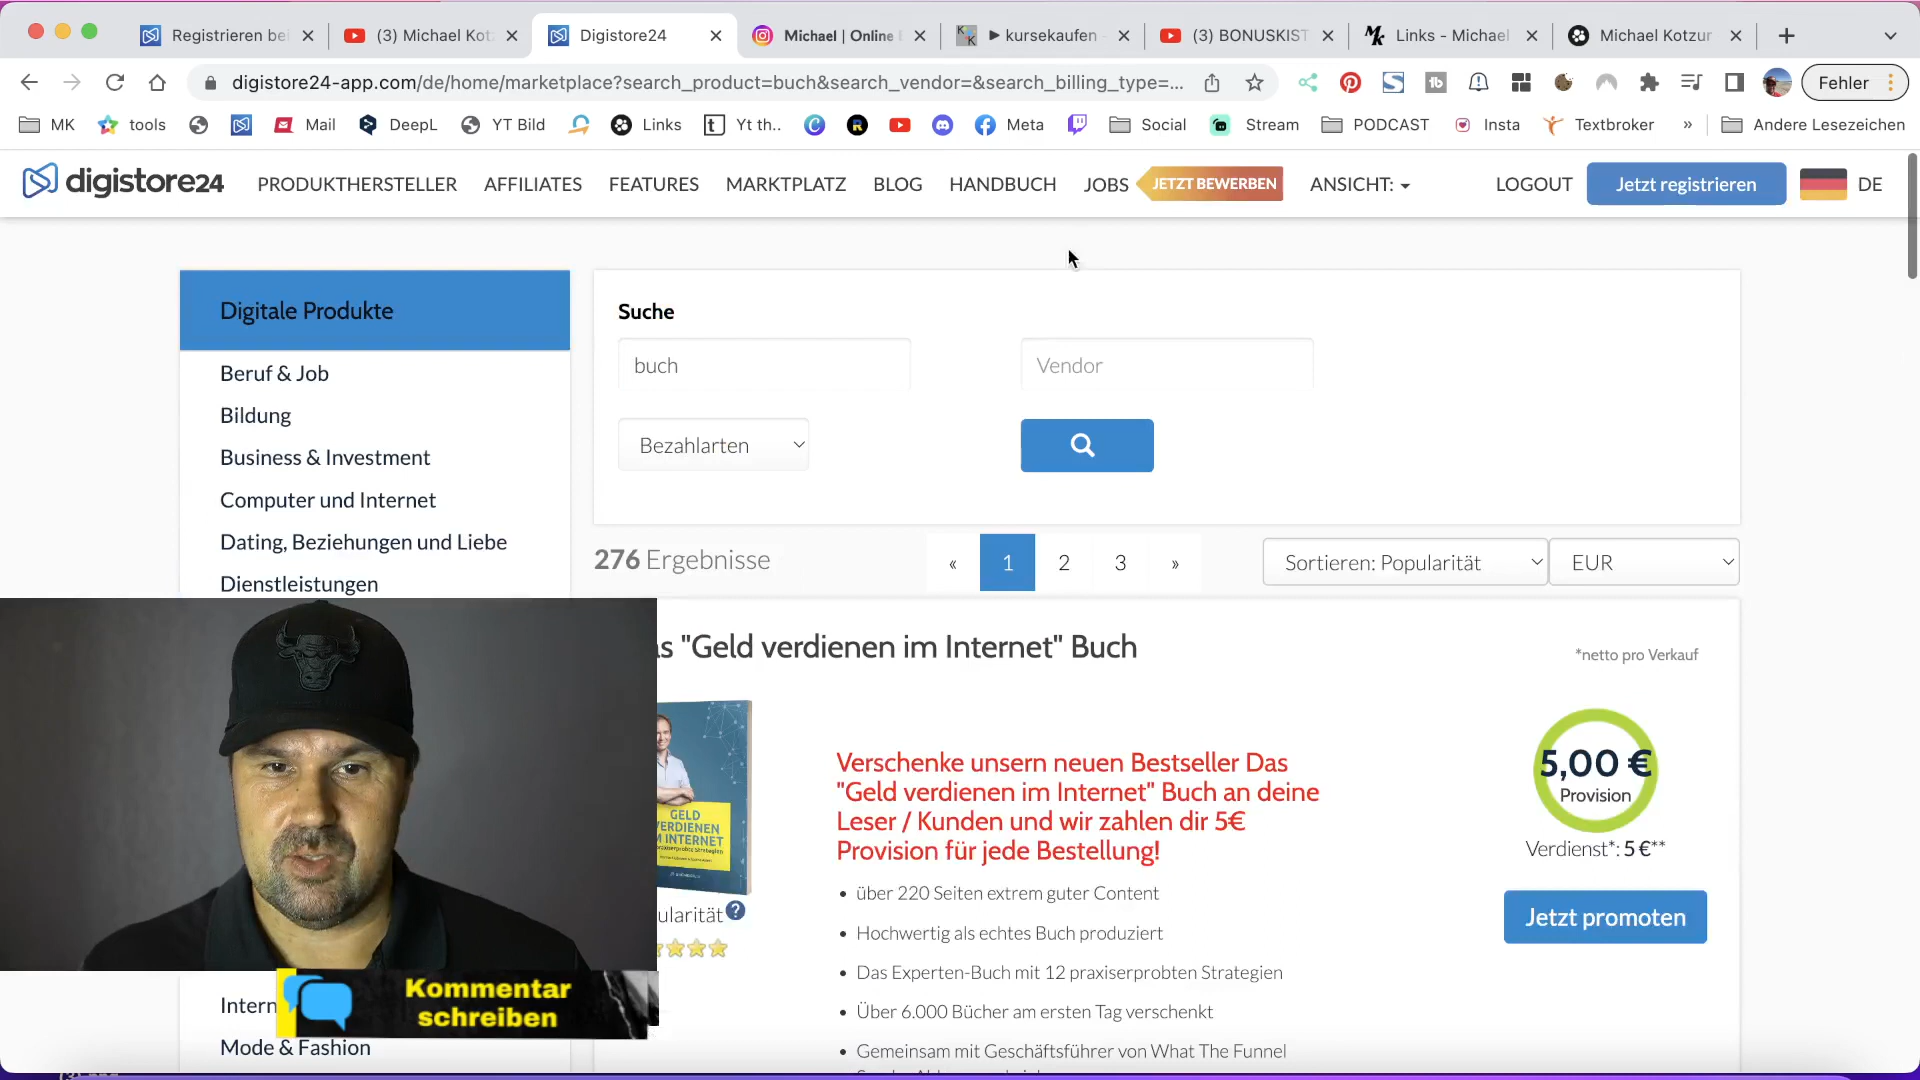 Registrieren bei
(3) Michael Kotz
Digistore24
Michael | Online
kursekaufen -
(3) BONUSKIST
Links - Michael
Michael Kotzur
digistore24-app.com/de/home/marketplace?search_product=buch&search_vendor=&search_billing_type=...
Fehler
MK
tools
Mail
DeepL
YT Bild
Links
Yt th..
Meta
Social
Stream
PODCAST
Insta
Textbroker
»
Andere Lesezeichen
digistore24
PRODUKTHERSTELLER
AFFILIATES
FEATURES
MARKTPLATZ
BLOG
HANDBUCH
JOBS
JETZT BEWERBEN
ANSICHT:
LOGOUT
Jetzt registrieren
DE
Digitale Produkte
Beruf & Job
Bildung
Business & Investment
Computer und Internet
Dating, Beziehungen und Liebe
Dienstleistungen
Suche
buch
Vendor
Bezahlarten
276 Ergebnisse
« 1 2 3 »
Sortieren: Popularität
EUR
"Geld verdienen im Internet" Buch
*netto pro Verkauf
GELD
VERDIENEN
IM INTERNET
Verschenke unsern neuen Bestseller Das
"Geld verdienen im Internet" Buch an deine
Leser / Kunden und wir zahlen dir 5€
Provision für jede Bestellung!
• über 220 Seiten extrem guter Content
• Hochwertig als echtes Buch produziert
• Das Experten-Buch mit 12 praxiserprobten Strategien
• Über 6.000 Bücher am ersten Tag verschenkt
• Gemeinsam mit Geschäftsführer von What The Funnel
5,00 €
Provision
Verdienst*: 5 €**
Jetzt promoten
ularität
Intern
Mode & Fashion
Kommentar
schreiben